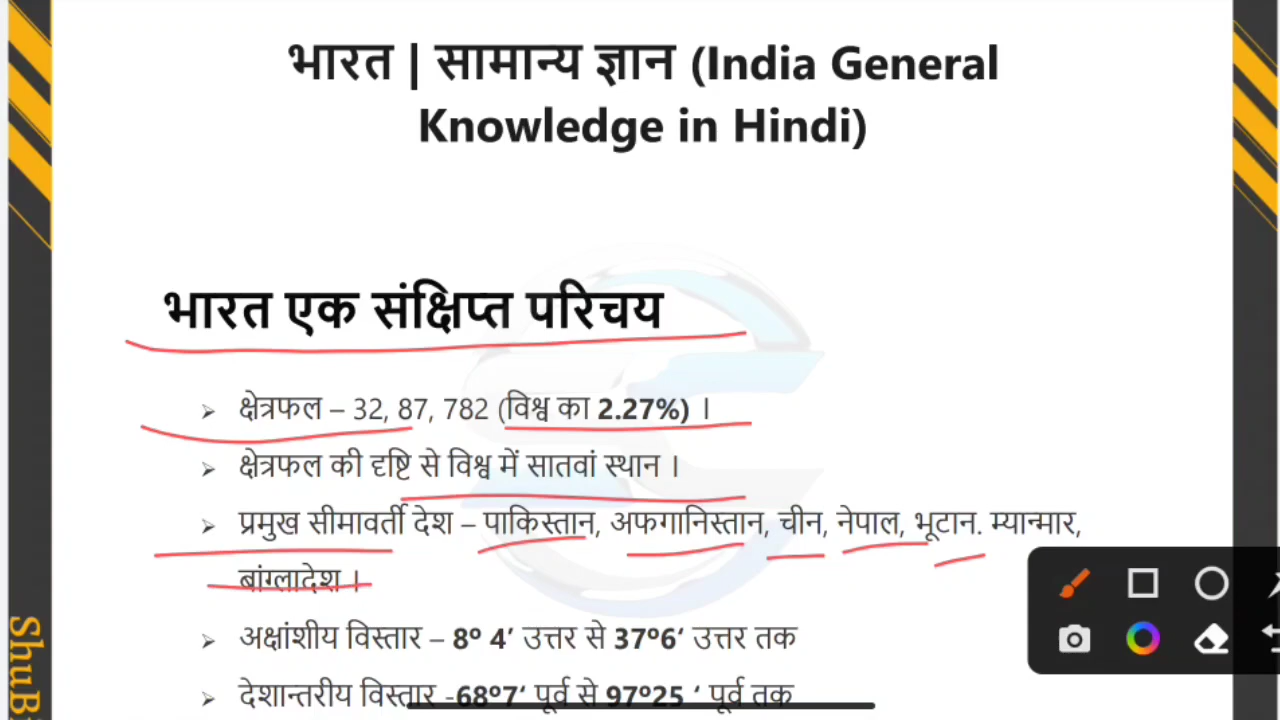 भारत | सामान्य ज्ञान (India General
Knowledge in Hindi)
भारत एक संक्षिप्त परिचय
➢ क्षेत्रफल – 32, 87, 782 (विश्व का 2.27%) ।
➢ क्षेत्रफल की दृष्टि से विश्व में सातवां स्थान ।
➢ प्रमुख सीमावर्ती देश – पाकिस्तान, अफगानिस्तान, चीन, नेपाल, भूटान. म्यान्मार,
बांग्लादेश ।
➢ अक्षांशीय विस्तार – 8º 4’ उत्तर से 37º6‘ उत्तर तक
➢ देशान्तरीय विस्तार -68º7’ पूर्व से 97º25 ‘ पूर्व तक